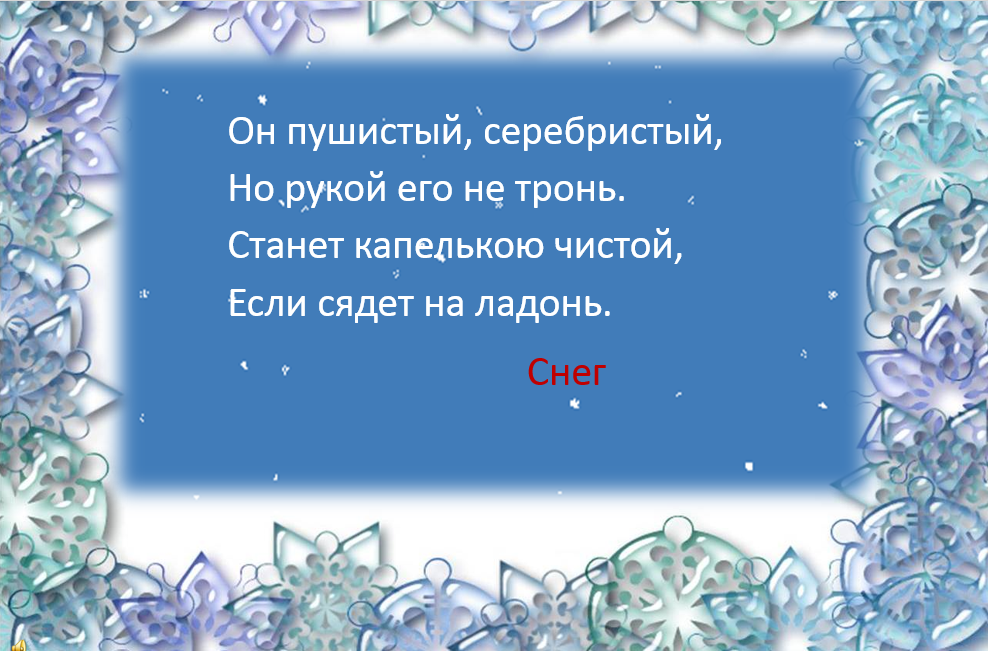 Он пушистый, серебристый,
Но рукой его не тронь.
Станет капелькою чистой,
Если сядет на ладонь.
Снег